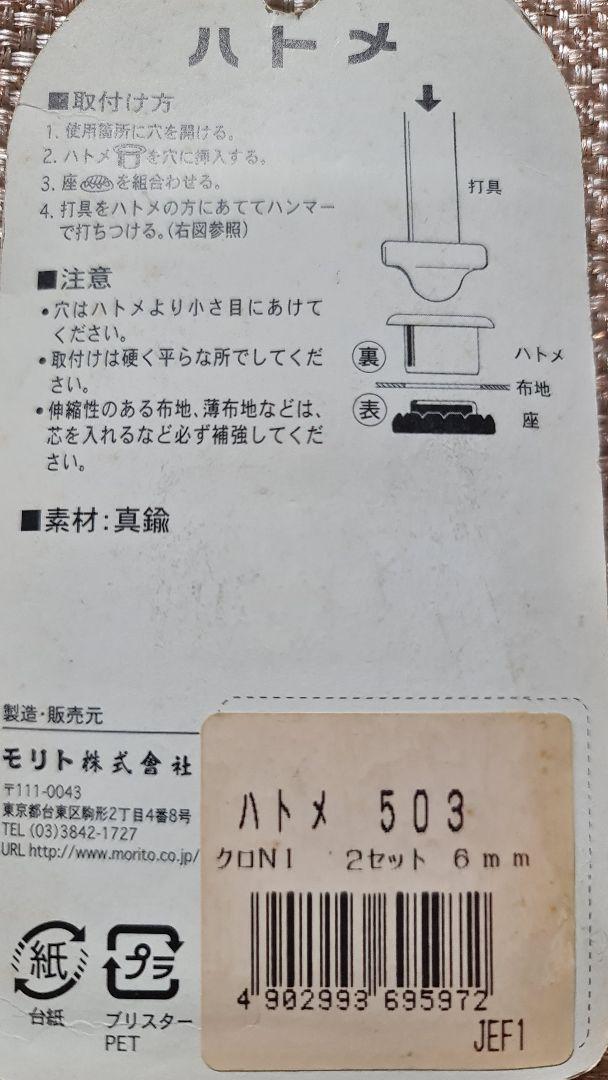 ハトメ
■取付け方
1. 使用箇所に穴を開ける。
2. ハトメを穴に挿入する。
3. 座を組合わせる。
4. 打具をハトメの方にあててハンマー
で打ちつける。(右図参照)
打具
■注意
•穴はハトメより小さ目にあけて
ください。
•取付けは硬く平らな所でしてくだ
さい。
•伸縮性のある布地、薄布地などは、
芯を入れるなど必ず補強してくだ
さい。
裏
ハトメ
布地
表
座
■素材:真鍮
製造・販売元
モリト株式會社
〒111-0043
東京都台東区駒形2丁目4番8号
TEL (03)3842-1727
URL http://www.morito.co.jp/
紙
台紙
プラ
ブリスター
PET
ハトメ 503
クロNI 2セット 6mm
4 902993 695972
JEF1